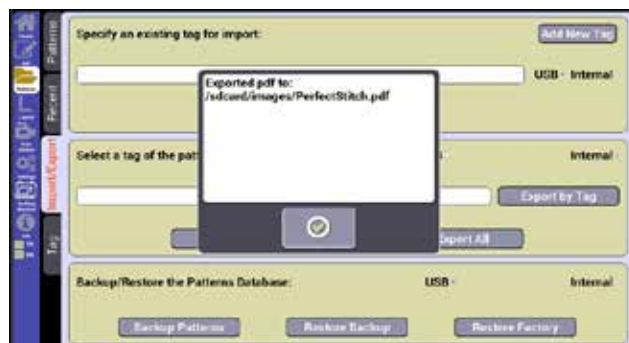 Patterns
Recent
Import/Export
Tag
Specify an existing tag for import:
Add New Tag
USB - Internal
Exported pdf to:
/sdcard/images/PerfectStitch.pdf
Select a tag of the pat
Internal
Export by Tag
Export All
Backup/Restore the Patterns Database:
USB -
Internal
Backup Patterns
Restore Backup
Restore Factory